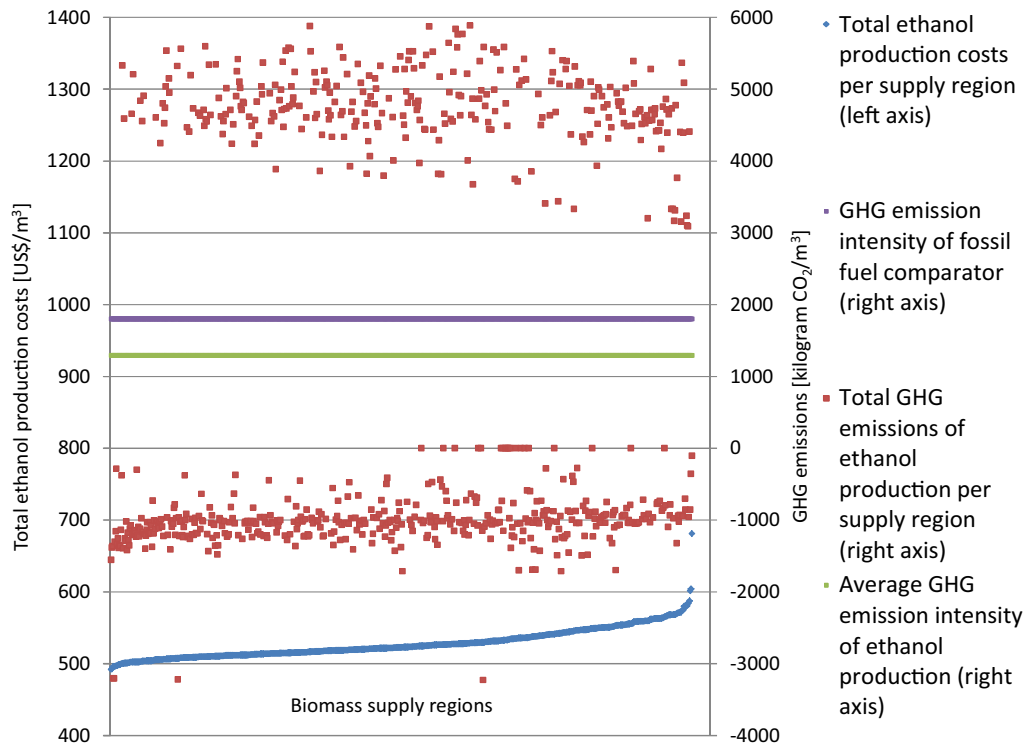 1400
1300
1200
1100
1000
900
800
700
600
500
400
Total ethanol production costs [US$/m³]
Biomass supply regions
6000
5000
4000
3000
2000
1000
0
-1000
-2000
-3000
-4000
GHG emissions [kilogram CO₂/m³]
Total ethanol
production costs
per supply region
(left axis)
GHG emission
intensity of fossil
fuel comparator
(right axis)
Total GHG
emissions of
ethanol
production per
supply region
(right axis)
Average GHG
emission intensity
of ethanol
production (right
axis)